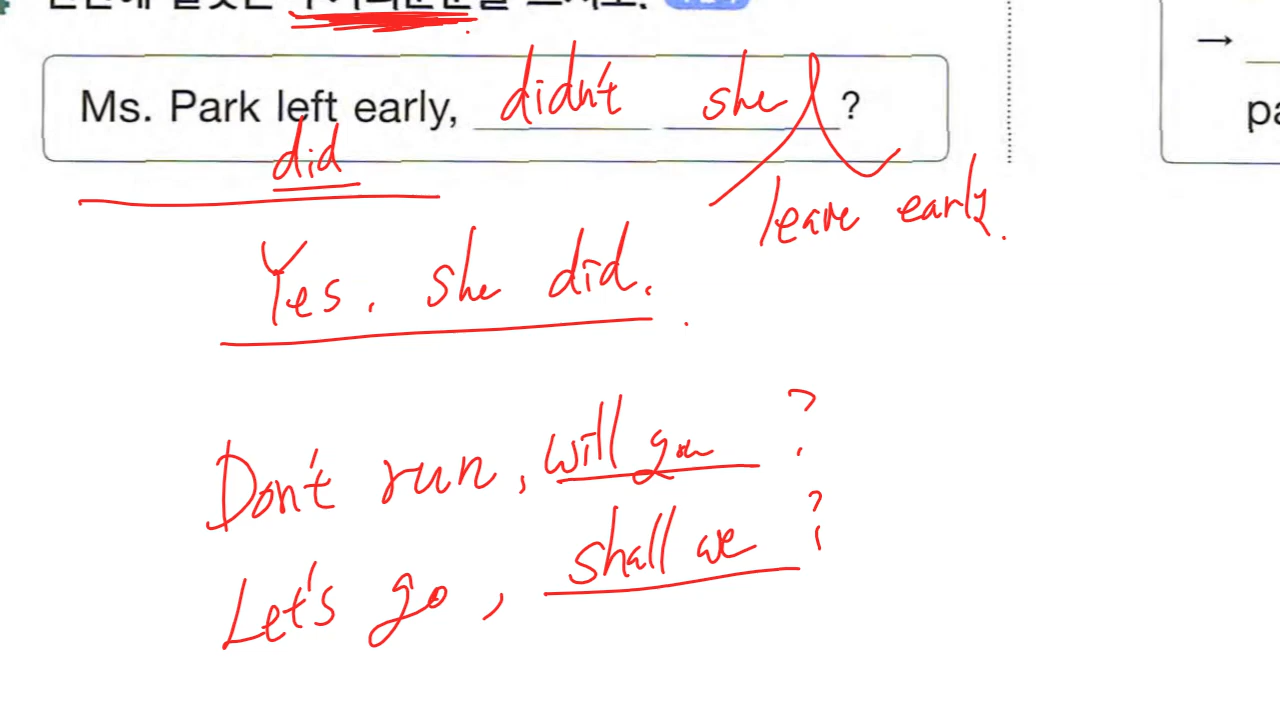 Ms. Park left early, didn't she ?
did
leave early.
Yes, she did.
Don't run, will you ?
Let's go, shall we ?
→